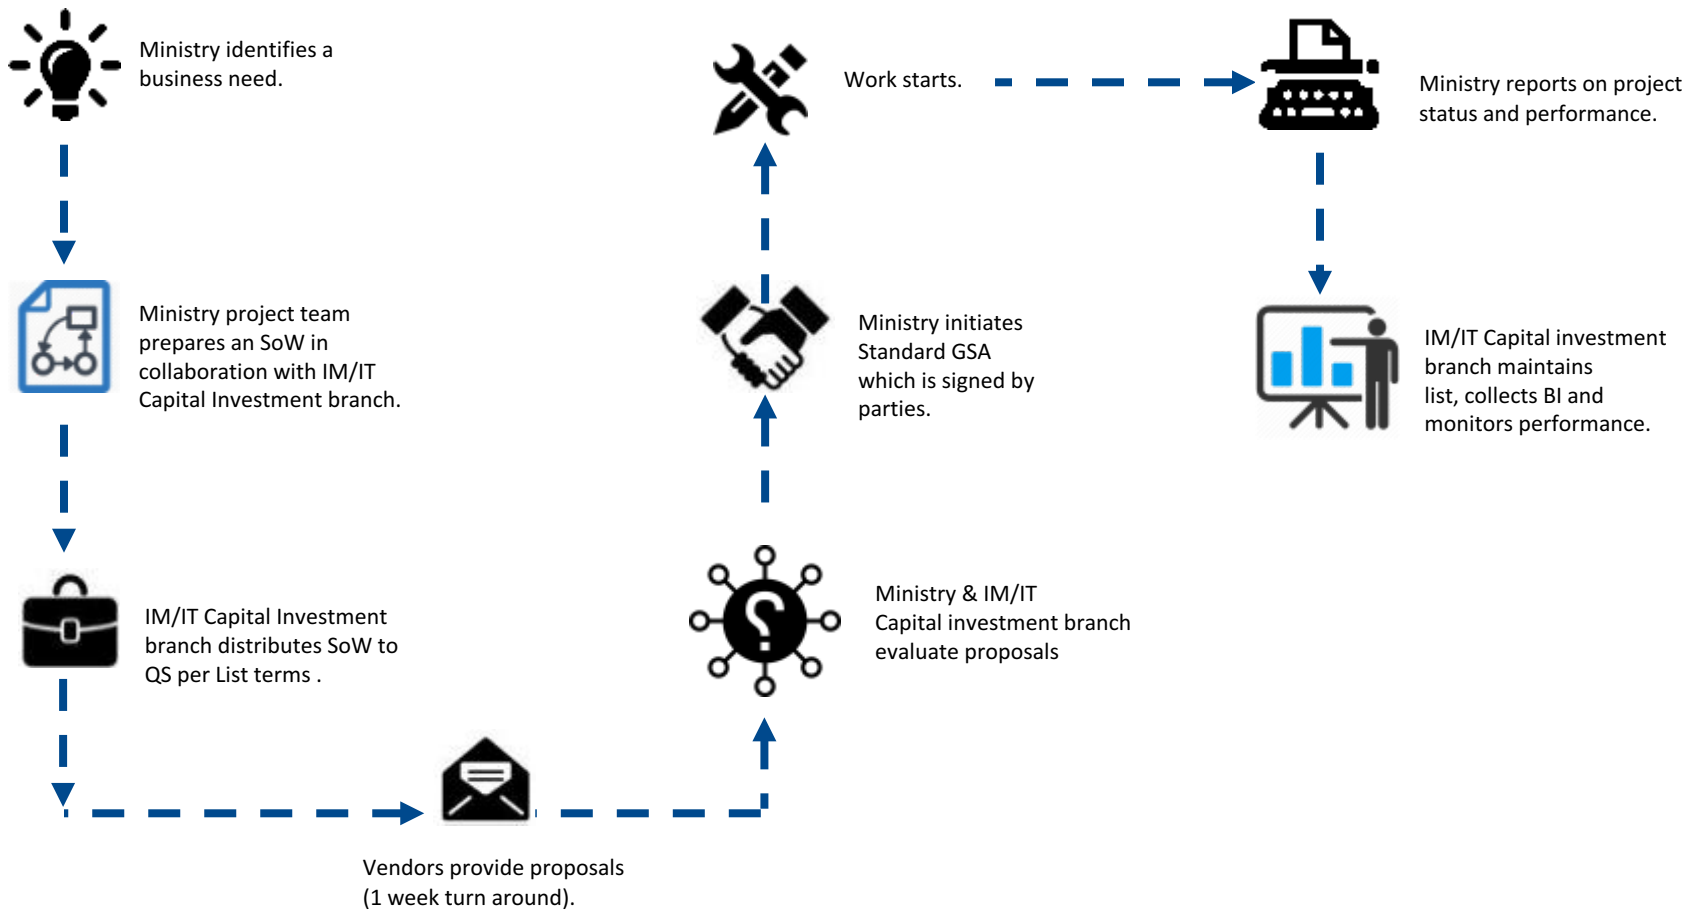 Ministry identifies a
business need.
Ministry project team
prepares an SoW in
collaboration with IM/IT
Capital Investment branch.
IM/IT Capital Investment
branch distributes SoW to
QS per List terms .
Vendors provide proposals
(1 week turn around).
Ministry & IM/IT
Capital investment branch
evaluate proposals
Ministry initiates
Standard GSA
which is signed by
parties.
Work starts.
Ministry reports on project
status and performance.
IM/IT Capital investment
branch maintains
list, collects BI and
monitors performance.